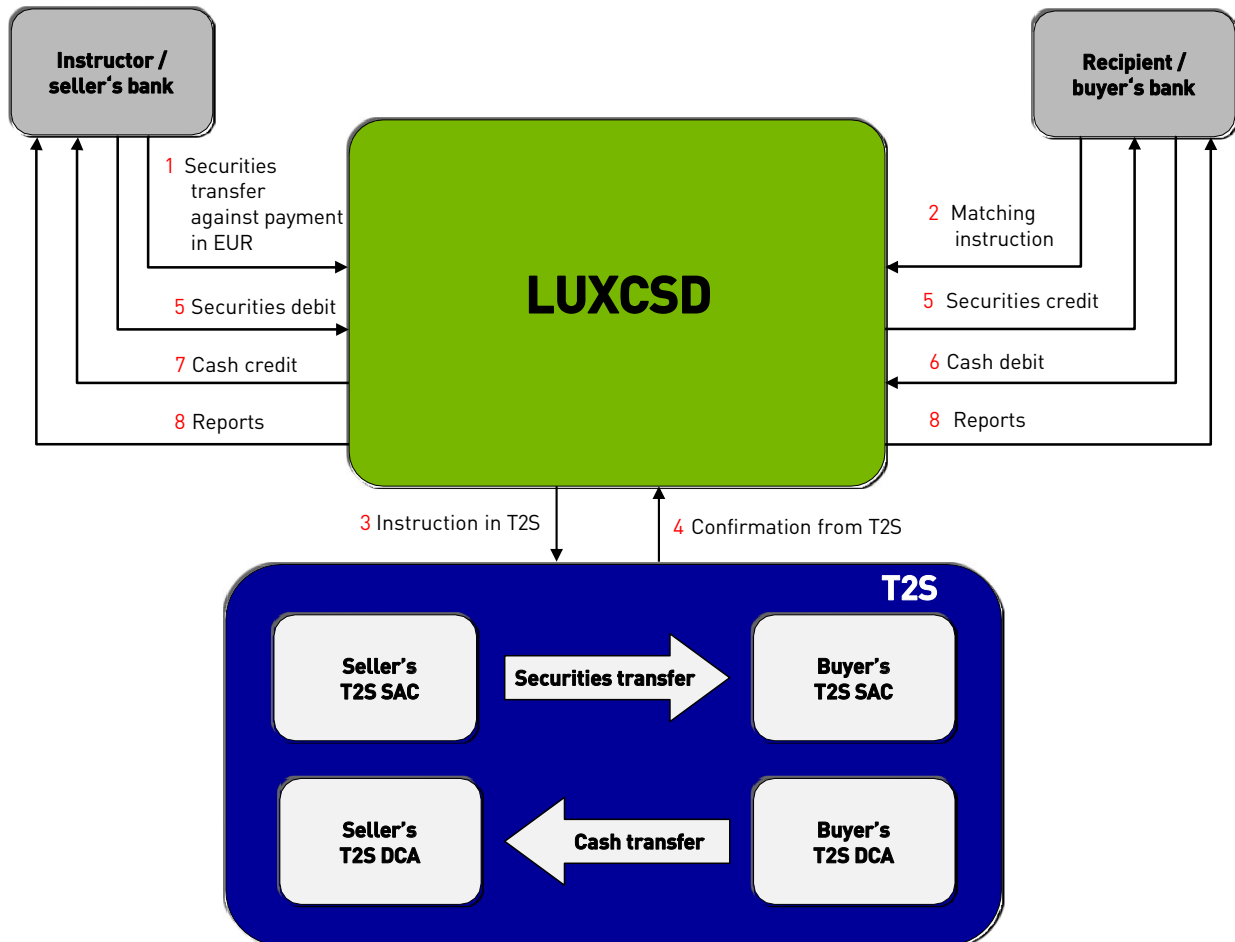 Instructor /
seller‘s bank
Recipient /
buyer‘s bank
1 Securities
transfer
against payment
in EUR
2 Matching
instruction
LUXCSD
5 Securities debit
5 Securities credit
7 Cash credit
6 Cash debit
8 Reports
8 Reports
3 Instruction in T2S
4 Confirmation from T2S
T2S
Seller’s
T2S SAC
Securities transfer
Buyer’s
T2S SAC
Seller’s
T2S DCA
Cash transfer
Buyer’s
T2S DCA